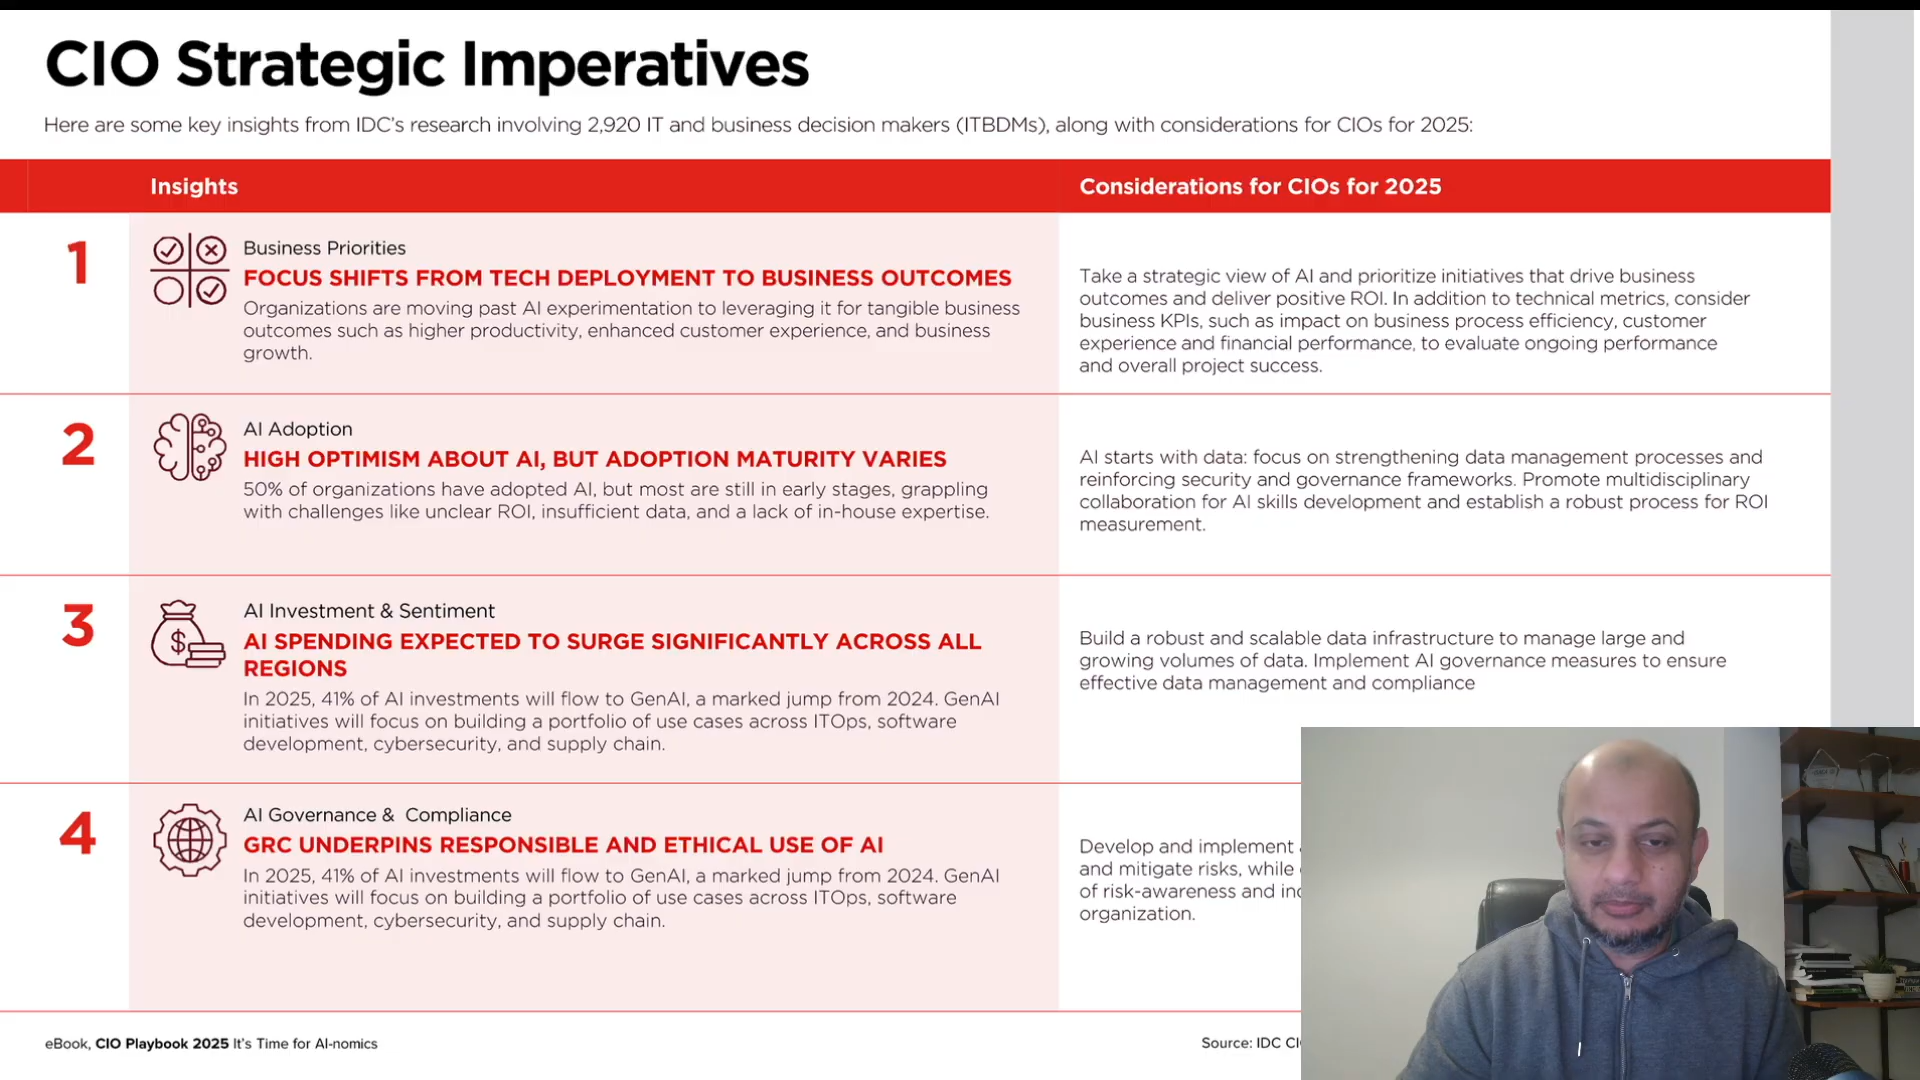 CIO Strategic Imperatives
Here are some key insights from IDC's research involving 2,920 IT and business decision makers (ITBDMs), along with considerations for CIOs for 2025:
Insights
Considerations for CIOs for 2025
1
Business Priorities
FOCUS SHIFTS FROM TECH DEPLOYMENT TO BUSINESS OUTCOMES
Organizations are moving past AI experimentation to leveraging it for tangible business
outcomes such as higher productivity, enhanced customer experience, and business
growth.
Take a strategic view of AI and prioritize initiatives that drive business
outcomes and deliver positive ROI. In addition to technical metrics, consider
business KPIs, such as impact on business process efficiency, customer
experience and financial performance, to evaluate ongoing performance
and overall project success.
2
AI Adoption
HIGH OPTIMISM ABOUT AI, BUT ADOPTION MATURITY VARIES
50% of organizations have adopted AI, but most are still in early stages, grappling
with challenges like unclear ROI, insufficient data, and a lack of in-house expertise.
AI starts with data: focus on strengthening data management processes and
reinforcing security and governance frameworks. Promote multidisciplinary
collaboration for AI skills development and establish a robust process for ROI
measurement.
3
AI Investment & Sentiment
AI SPENDING EXPECTED TO SURGE SIGNIFICANTLY ACROSS ALL
REGIONS
In 2025, 41% of AI investments will flow to GenAI, a marked jump from 2024. GenAI
initiatives will focus on building a portfolio of use cases across ITOps, software
development, cybersecurity, and supply chain.
Build a robust and scalable data infrastructure to manage large and
growing volumes of data. Implement AI governance measures to ensure
effective data management and compliance
4
AI Governance & Compliance
GRC UNDERPINS RESPONSIBLE AND ETHICAL USE OF AI
In 2025, 41% of AI investments will flow to GenAI, a marked jump from 2024. GenAI
initiatives will focus on building a portfolio of use cases across ITOps, software
development, cybersecurity, and supply chain.
Develop and implement
and mitigate risks, while
of risk-awareness and
organization.
eBook, CIO Playbook 2025 It's Time for AI-nomics
Source: IDC